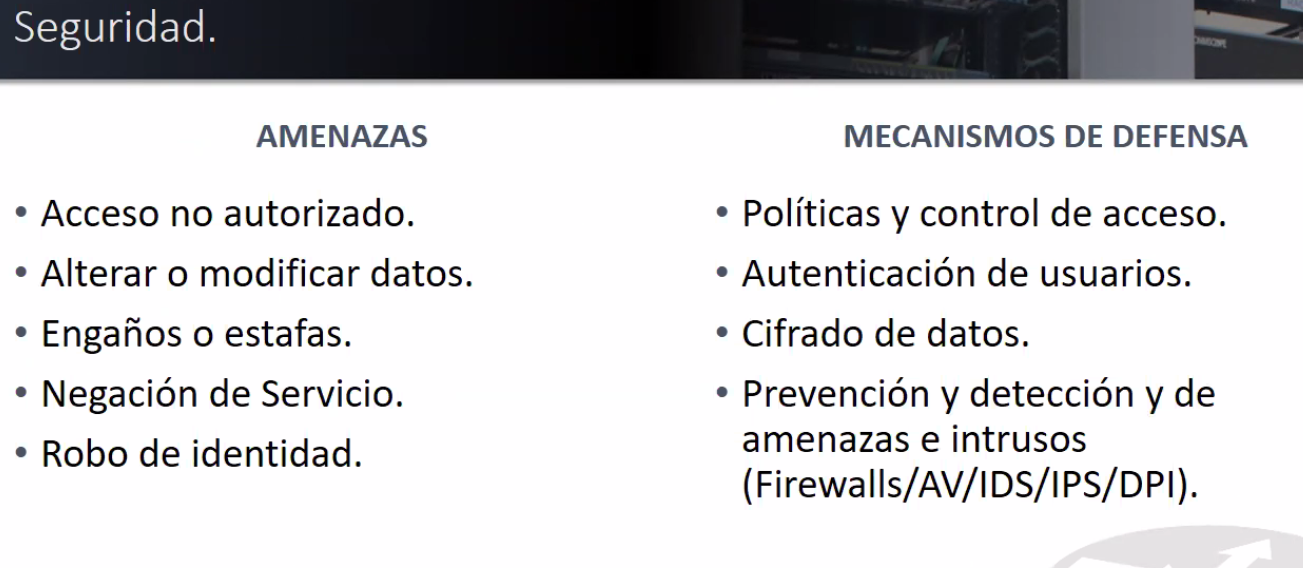 Seguridad.
AMENAZAS
• Acceso no autorizado.
• Alterar o modificar datos.
• Engaños o estafas.
• Negación de Servicio.
• Robo de identidad.
MECANISMOS DE DEFENSA
• Políticas y control de acceso.
• Autenticación de usuarios.
• Cifrado de datos.
• Prevención y detección y de
amenazas e intrusos
(Firewalls/AV/IDS/IPS/DPI).